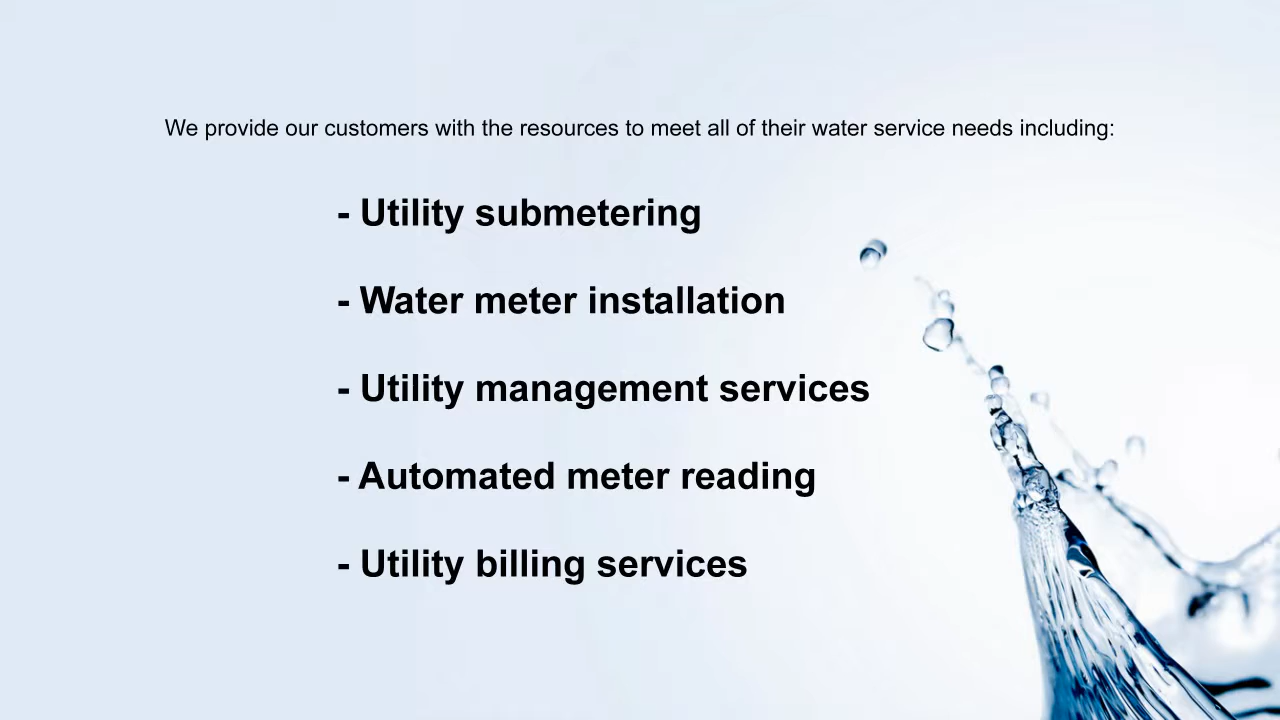 We provide our customers with the resources to meet all of their water service needs including:
- Utility submetering
- Water meter installation
- Utility management services
- Automated meter reading
- Utility billing services